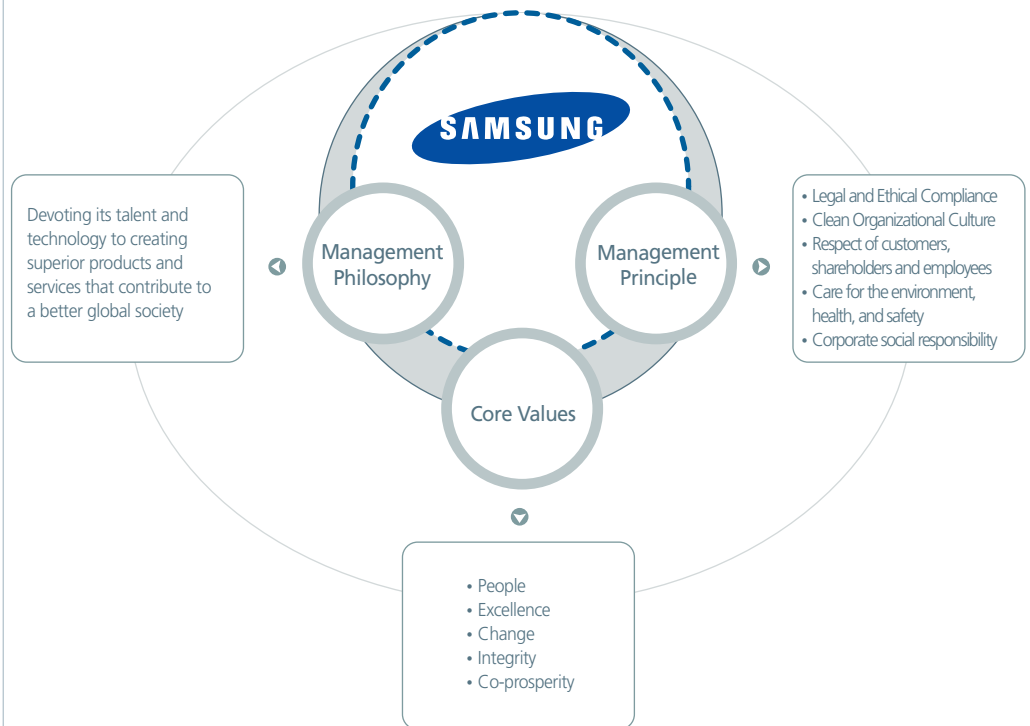 SAMSUNG
Devoting its talent and
technology to creating
superior products and
services that contribute to
a better global society
Management
Philosophy
Management
Principle
• Legal and Ethical Compliance
• Clean Organizational Culture
• Respect of customers,
shareholders and employees
• Care for the environment,
health, and safety
• Corporate social responsibility
Core Values
• People
• Excellence
• Change
• Integrity
• Co-prosperity